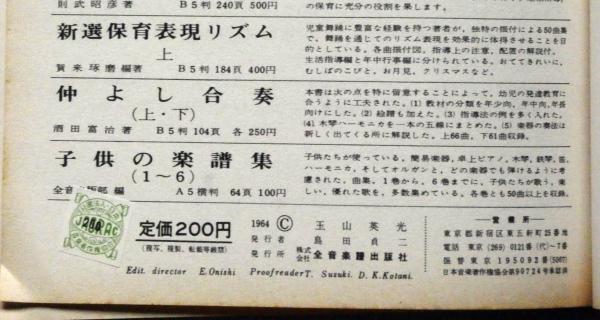 則武昭彦著 B5判 240頁 500円
の保育に充分の役割を果します。
新選保育表現リズム
上
賀来琢磨編著 B5判 184頁 400円
児童舞踊に豊富な経験を持つ著者が、独特の振付による50曲集
で、舞踊を通じてのリズム表現を効果的に体得させることを目
的としている。各曲振付図。指導上の注意、配置の解説付。
生活指導編と年中行事編に分けられている。おててきれいに、
むしばのこびと、お月見、クリスマスなど。
仲よし合奏
(上・下)
酒田富治著 B5判 104頁 各250円
本書は次の点を特に留意することによって、幼児の発達教育に
合うように工夫された。(1) 教材の分類を年少向、年中向、年長
向けにした。(2) 絵譜も加えた。(3) 指導法の例を多く入れた。
(4) 木琴ハーモニカを一本の五線にまとめた。(5) 楽器の奏法は
新しく出てくる所に解説した。上66曲、下61曲収録。
子供の楽譜集
(1〜6)
編 A5横判 64頁 100円
子供たちが使っている、簡易楽器、卓上ピアノ、木琴、鉄琴、笛、
ハーモニカ、そしてオルガンと、どの楽器でも弾けるように考
慮された、曲集。1巻から、6巻までに、子供たちが歌う、楽
しい、優れた歌を、多数集めている。各巻とも50曲以上を収録。
定価200円
(複写、複製、転載等厳禁)
1964 © 玉山英光
発行者 島田貞二
発行所 株式会社 全音楽譜出版社
Edit. director E.Onishi Proofreader T. Suzuki. D. K. Kotani.
営業所
東京都新宿区東五軒町25番地
電話 東京 (269) 0121番 (代)〜7番
振替 東京 195092番 (5067)
日本音楽著作権協会第90724号承認済